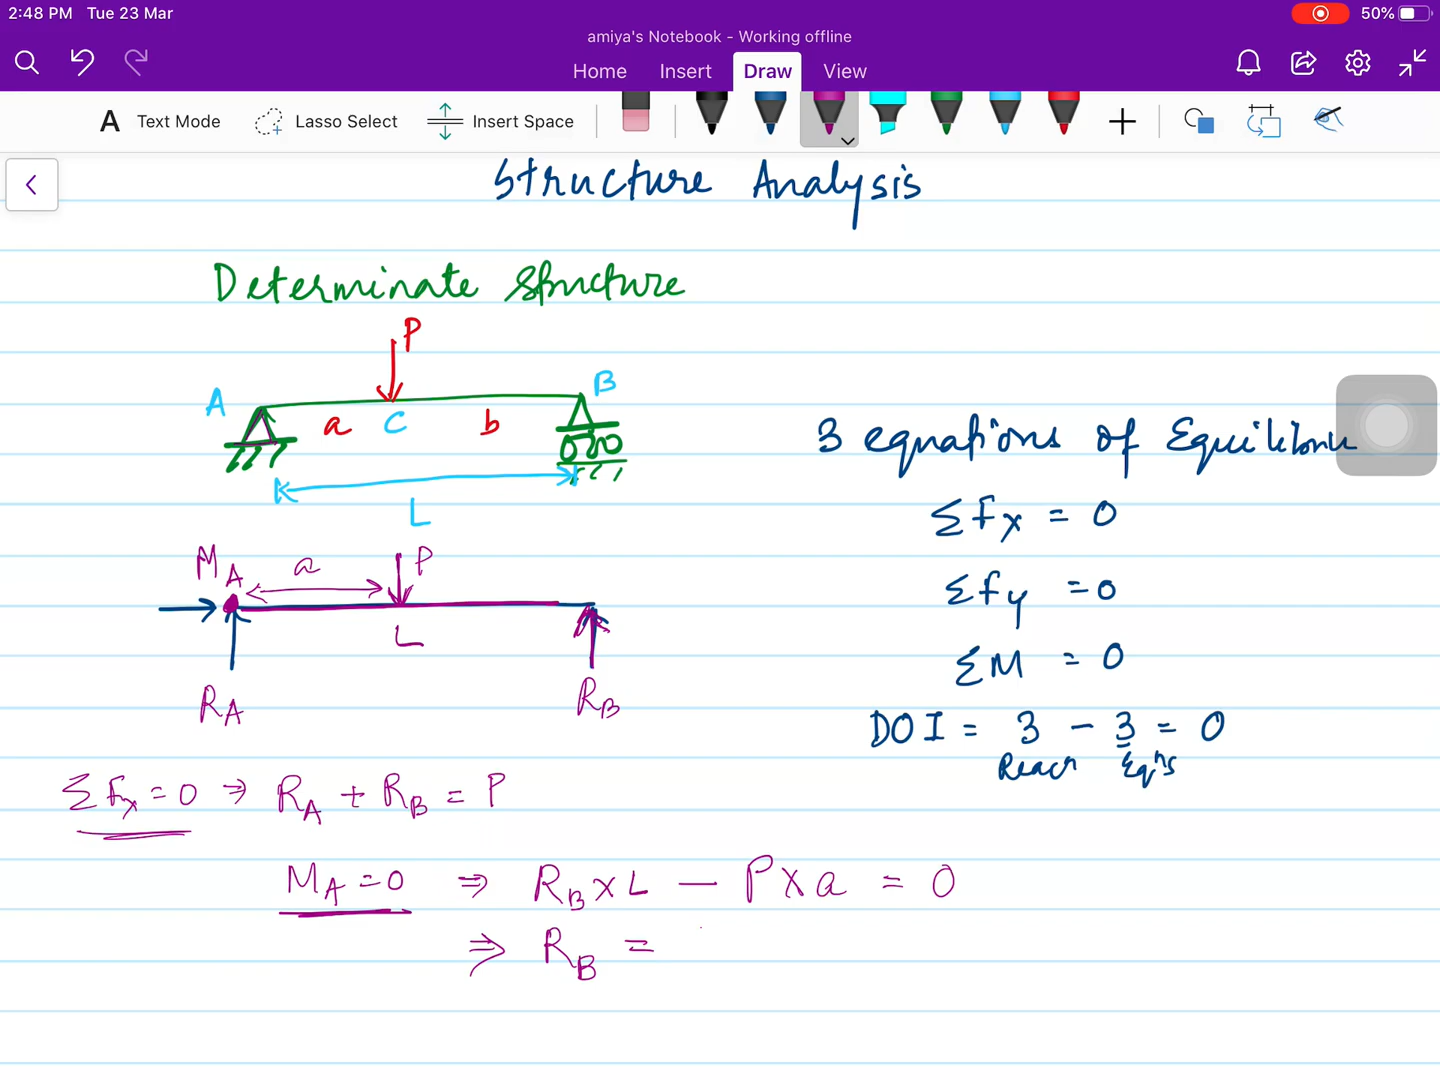 2:48 PM Tue 23 Mar
50%
amiya's Notebook - Working offline
Home Insert Draw View
A Text Mode Lasso Select Insert Space
Structure Analysis
Determinate Structure
P
A B
a C b
L
3 equations of Equilibriu
Σfx = 0
Σfy = 0
ΣM = 0
DOI = 3 - 3 = 0
Reacn Eqns
MA a P
L
RA RB
ΣFx = 0 ⇒ RA + RB = P
MA = 0 ⇒ RB x L — P x a = 0
⇒ RB =